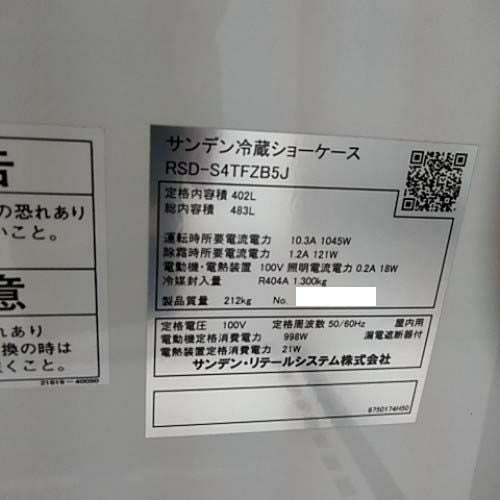 告
の恐れあり
いこと。
意
れあり
換の時は
くこと。
21619-40090
サンデン冷蔵ショーケース
RSD-S4TFZB5J
定格内容積 402L
総内容積 483L
運転時所要電流電力 10.3A 1045W
除霜時所要電流電力 1.2A 121W
電動機・電熱装置 100V 照明電流電力 0.2A 18W
冷媒封入量 R404A 1,300kg
製品質量 212kg No.
定格電圧 100V 定格周波数 50/60Hz 屋内用
電動機定格消費電力 998W 漏電遮断器付
電熱装置定格消費電力 21W
サンデン・リテールシステム株式会社
8750174H50